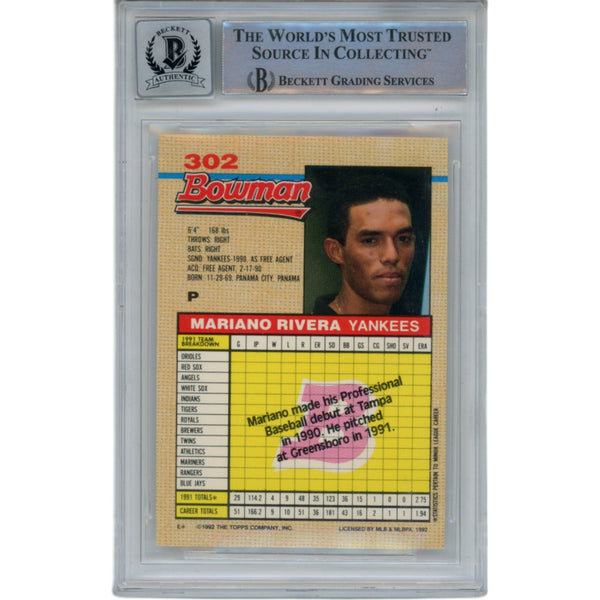 BECKETT
AUTHENTIC
THE WORLD'S MOST TRUSTED
SOURCE IN COLLECTING™
BECKETT GRADING SERVICES
302
Bowman
6'4" 168 lbs
THROWS: RIGHT
BATS: RIGHT
SGND: YANKEES-1990, AS FREE AGENT
ACQ: FREE AGENT, 2-17-90
BORN: 11-29-69, PANAMA CITY, PANAMA
P
MARIANO RIVERA YANKEES
1991 TEAM BREAKDOWN G IP W L R ER SO BB GS CG SHO SV ERA
ORIOLES
RED SOX
ANGELS
WHITE SOX
INDIANS
TIGERS
ROYALS
BREWERS
TWINS
ATHLETICS
MARINERS
RANGERS
BLUE JAYS
Mariano made his Professional
Baseball debut at Tampa
in 1990. He pitched
at Greensboro in 1991.
1991 TOTALS* 29 114.2 4 9 48 35 123 36 15 1 0 0 2.75
CAREER TOTALS 51 166.2 9 10 51 36 181 43 16 2 1 1 1.94
*STATISTICS PERTAIN TO MINOR LEAGUE CAREER
E* ©1992 THE TOPPS COMPANY, INC. LICENSED BY MLB & MLBPA, 1992